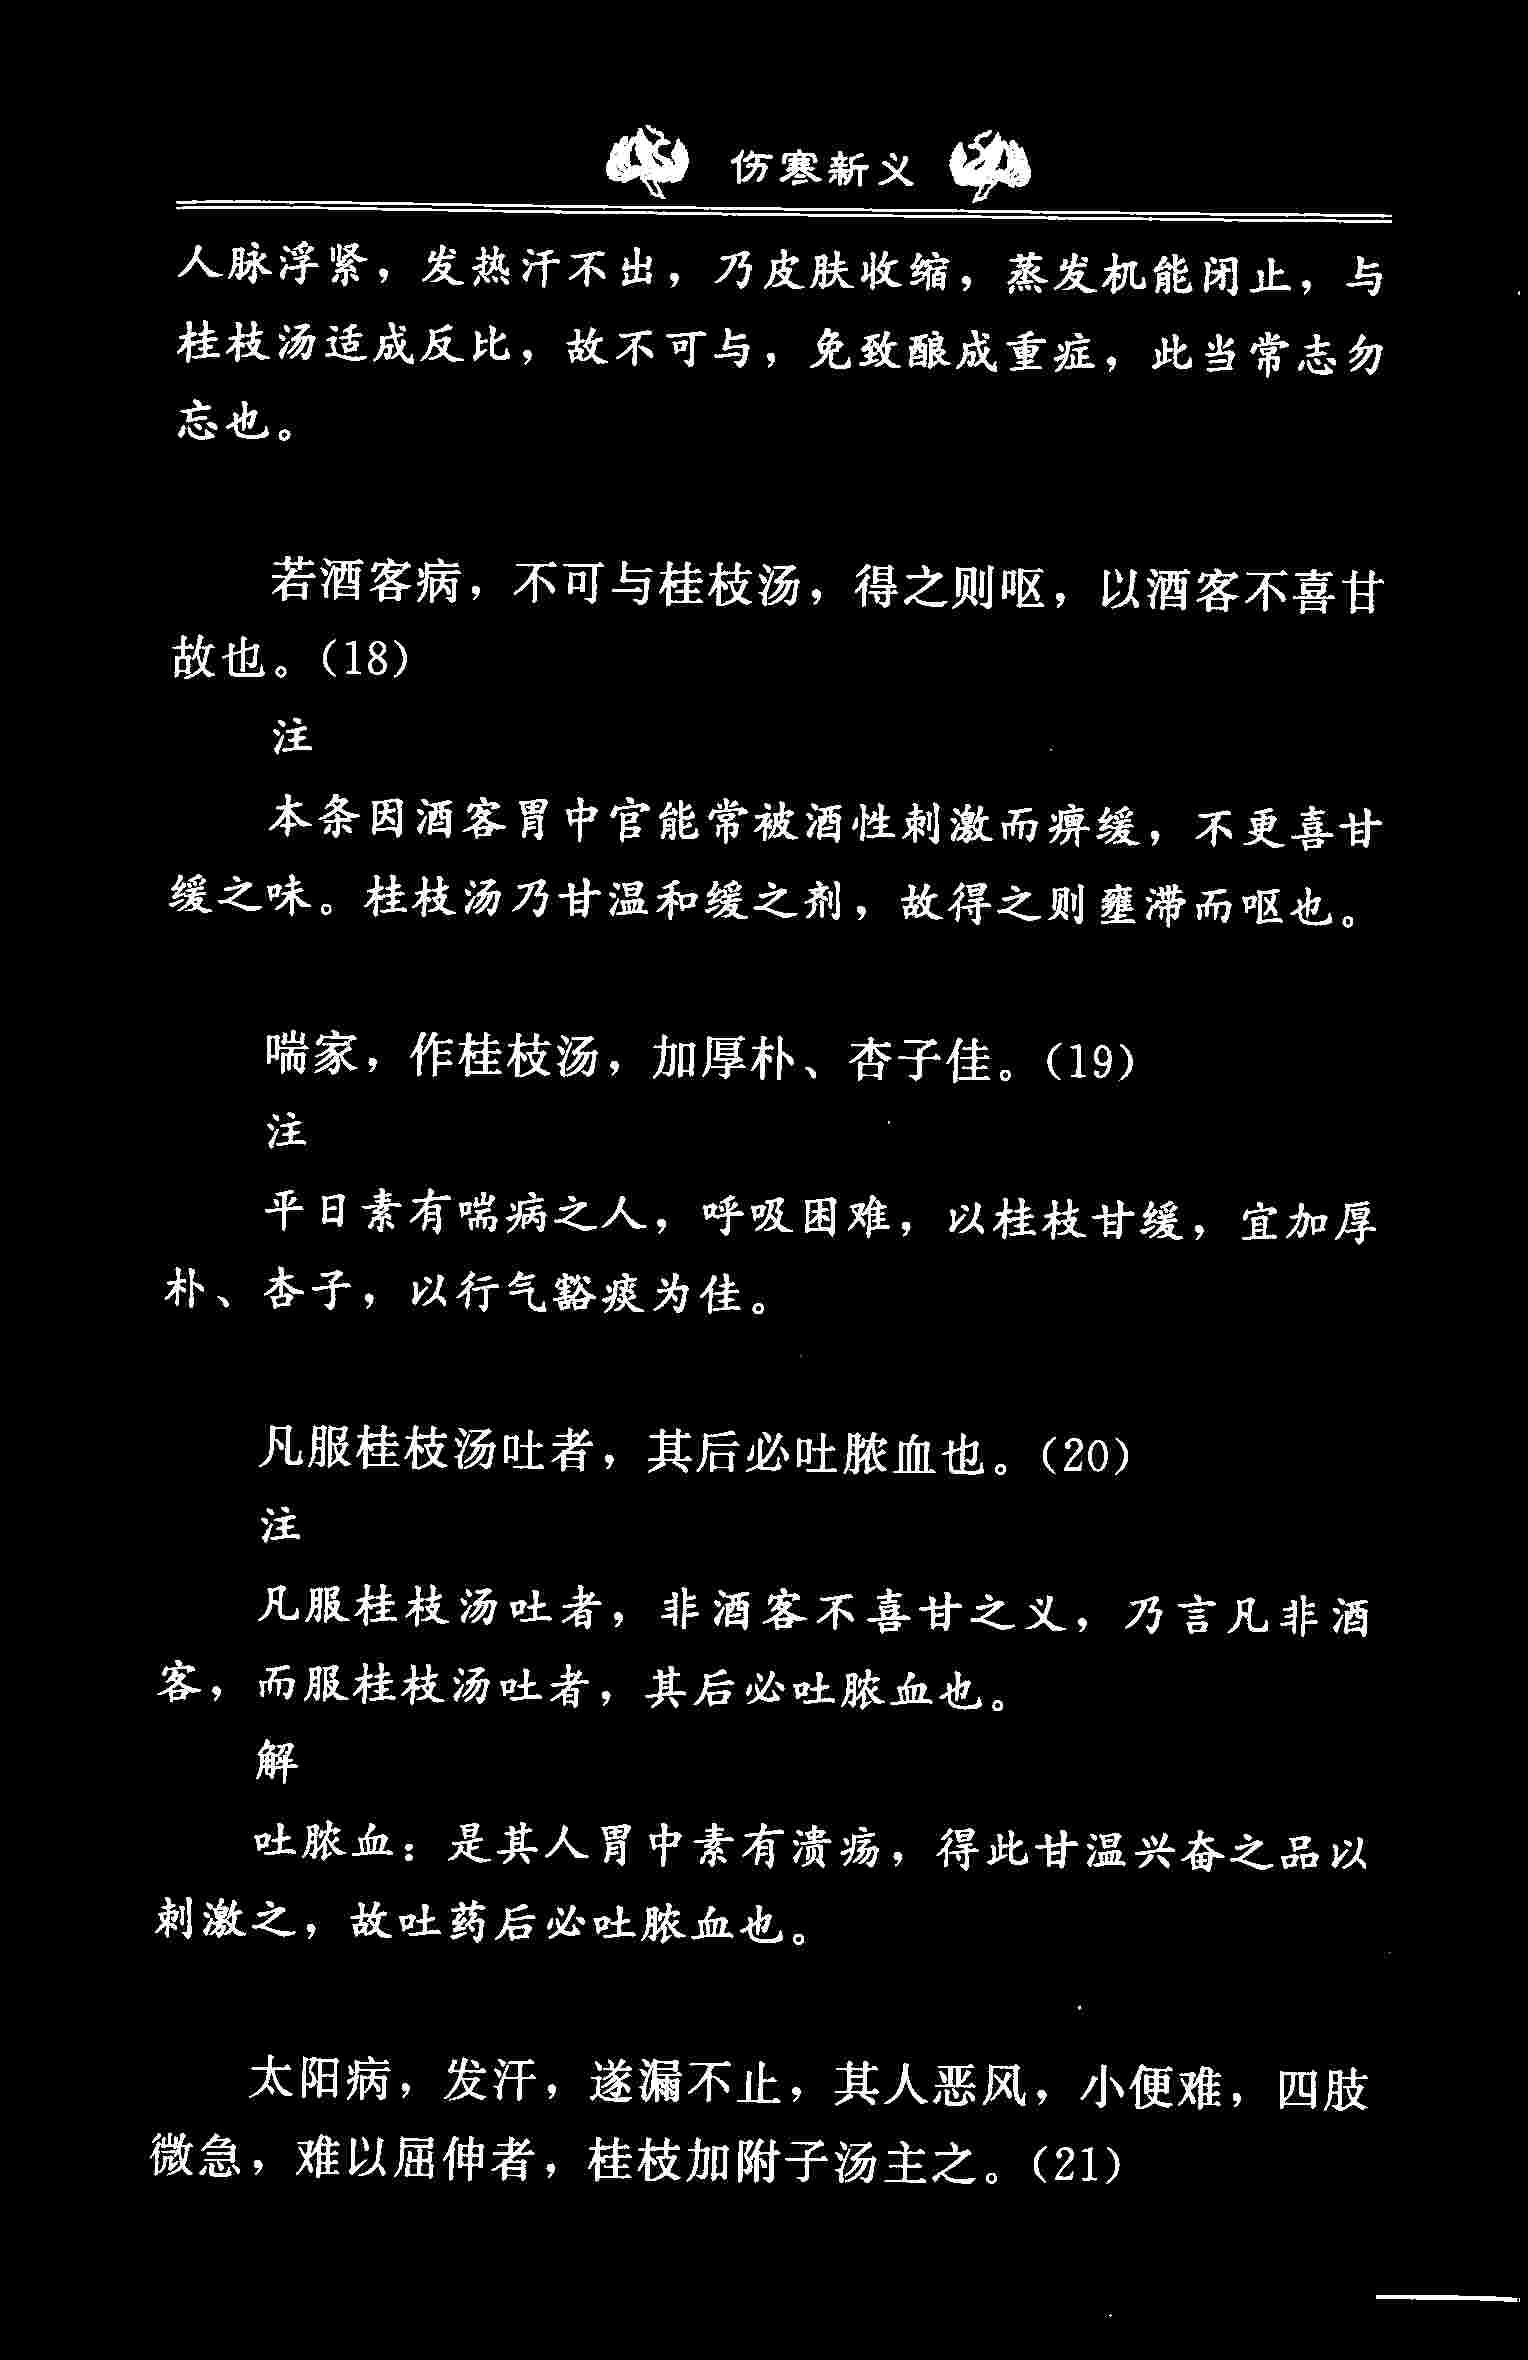 伤寒新义
人脉浮紧，发热汗不出，乃皮肤收缩，蒸发机能闭止，与
桂枝汤适成反比，故不可与，免致酿成重症，此当常志勿
忘也。
若酒客病，不可与桂枝汤，得之则呕，以酒客不喜甘
故也。(18)
注
本条因酒客胃中官能常被酒性刺激而痹缓，不更喜甘
缓之味。桂枝汤乃甘温和缓之剂，故得之则壅滞而呕也。
喘家，作桂枝汤，加厚朴、杏子佳。(19)
注
平日素有喘病之人，呼吸困难，以桂枝甘缓，宜加厚
朴、杏子，以行气豁痰为佳。
凡服桂枝汤吐者，其后必吐脓血也。(20)
注
凡服桂枝汤吐者，非酒客不喜甘之义，乃言凡非酒
客，而服桂枝汤吐者，其后必吐脓血也。
解
吐脓血：是其人胃中素有溃疡，得此甘温兴奋之品以
刺激之，故吐药后必吐脓血也。
太阳病，发汗，遂漏不止，其人恶风，小便难，四肢
微急，难以屈伸者，桂枝加附子汤主之。(21)